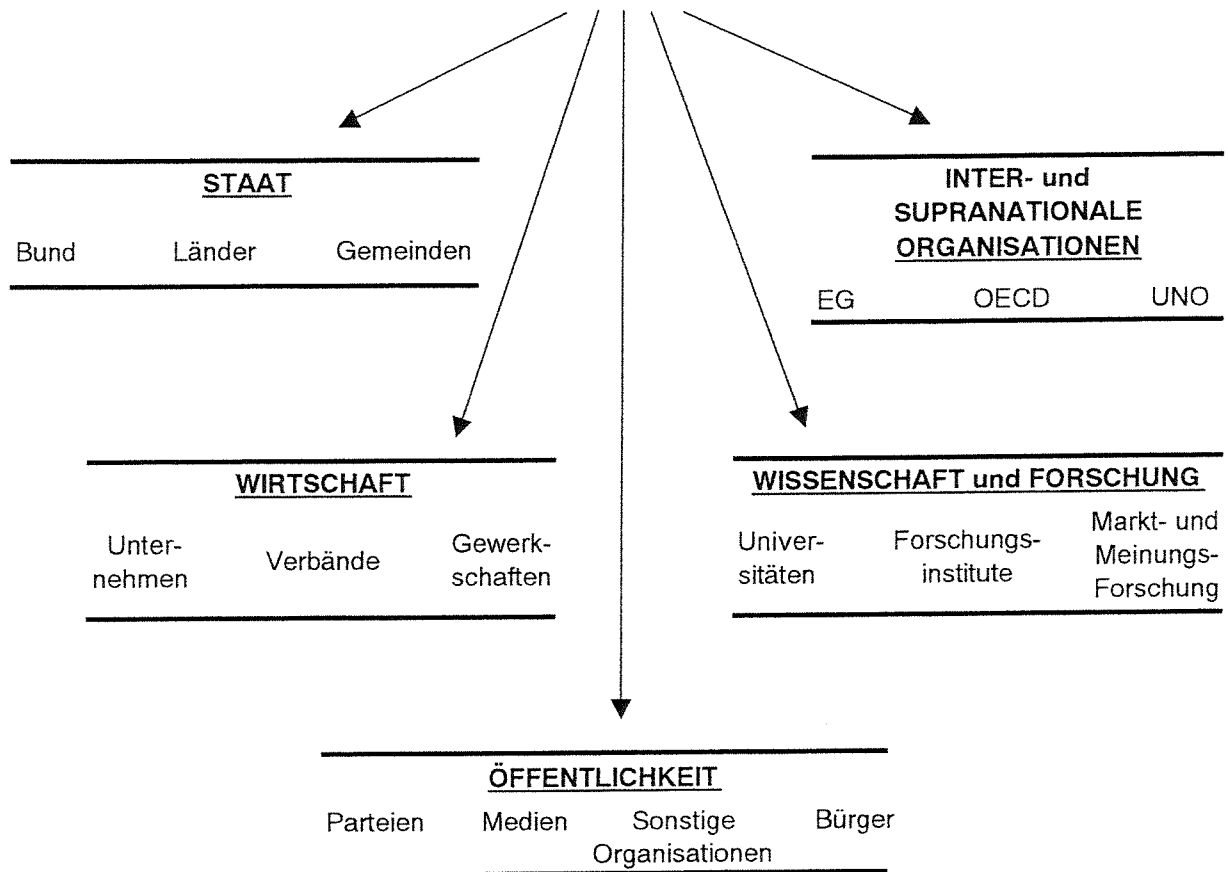 STAAT
Bund Länder Gemeinden
INTER- und
SUPRANATIONALE
ORGANISATIONEN
EG OECD UNO
WIRTSCHAFT
Unter-
nehmen
Verbände
Gewerk-
schaften
WISSENSCHAFT und FORSCHUNG
Univer-
sitäten
Forschungs-
institute
Markt- und
Meinungs-
Forschung
ÖFFENTLICHKEIT
Parteien Medien Sonstige Bürger
Organisationen